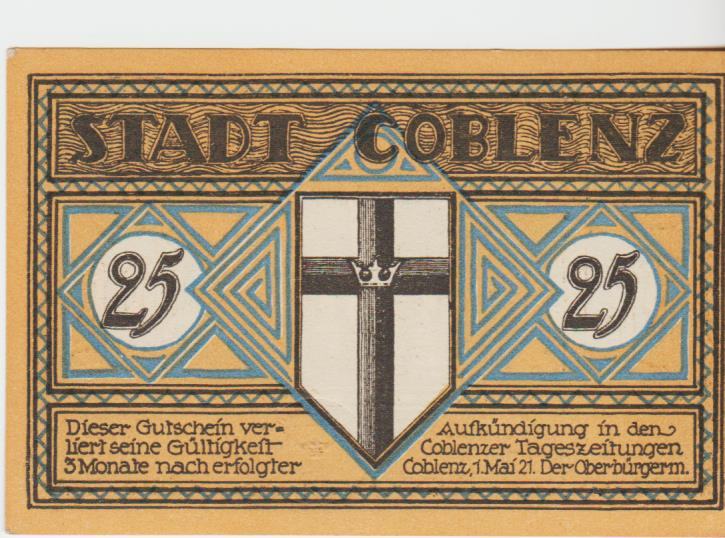 STADT COBLENZ
25 25
Dieser Gutschein ver=
liert seine Gültigkeit
3 Monate nach erfolgter
Aufkündigung in den
Coblenzer Tageszeitungen
Coblenz, 1. Mai 21. Der Oberbürgerm.